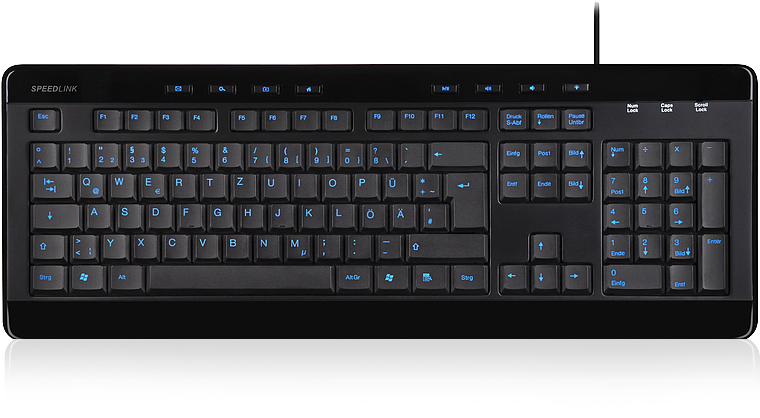 SPEEDLINK
Num Lock Caps Lock Scroll Lock
Esc F1 F2 F3 F4 F5 F6 F7 F8 F9 F10 F11 F12 Druck S-Abf Rollen ↓ Pause Untbr
° ^ ! 1 " 2 ² § 3 ³ $ 4 % 5 & 6 / 7 { ( 8 [ ) 9 ] = 0 } ? ß \ ` ´ ← Einfg Post Bild ↑ Num ↓ ÷ X −
Q @ W E € R T Z U I O P Ü * + ~ ↵ Entf Ende Bild ↓ 7 Post 8 ↑ 9 Bild ↑ +
↓ A S D F G H J K L Ö Ä ' # 4 ← 5 6 →
⇧ > < | Y X C V B N M µ ; , : . _ - ⇧ ↑ 1 Ende 2 ↓ 3 Bild ↓ Enter
Strg Alt AltGr Strg ← ↓ → 0 Einfg , Entf